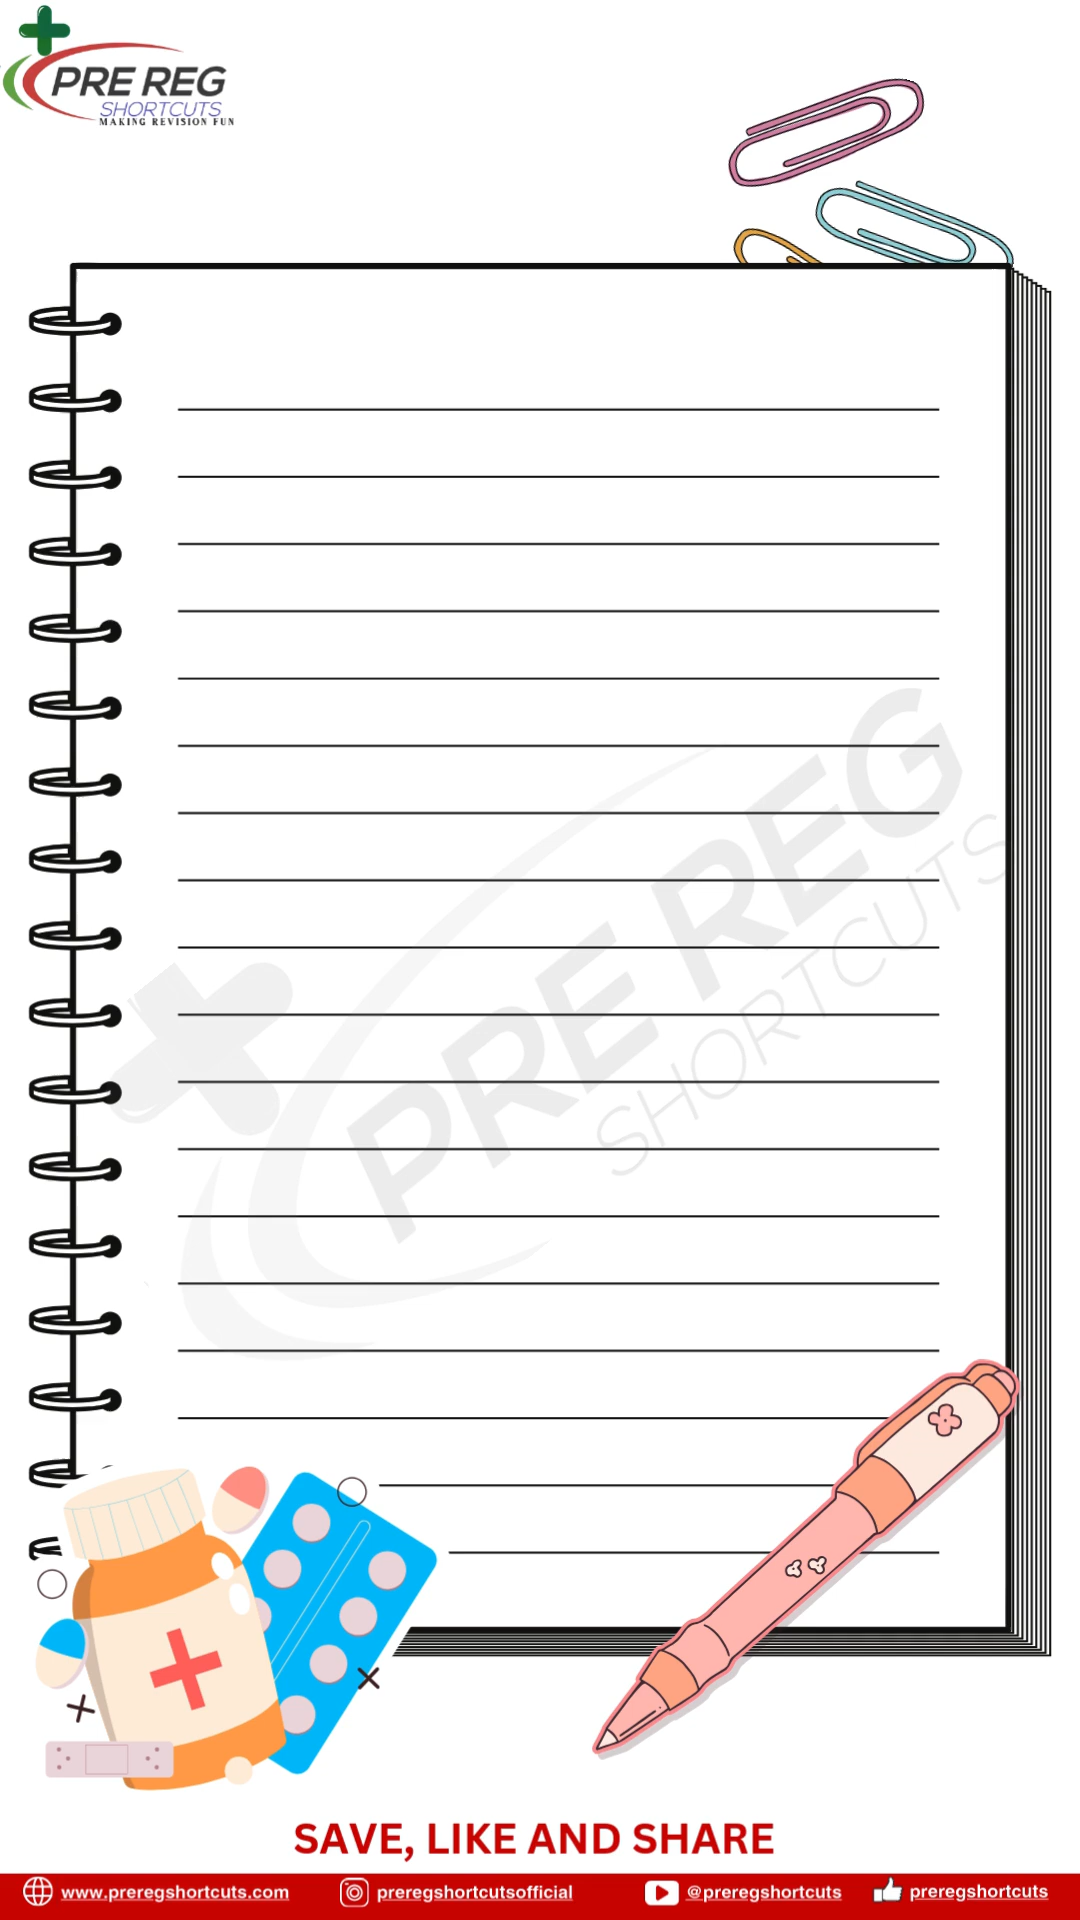 PRE REG
SHORTCUTS
MAKING REVISION FUN
PRE REG
SHORTCUTS
SAVE, LIKE AND SHARE
www.preregshortcuts.com preregshortcutsofficial @preregshortcuts preregshortcuts